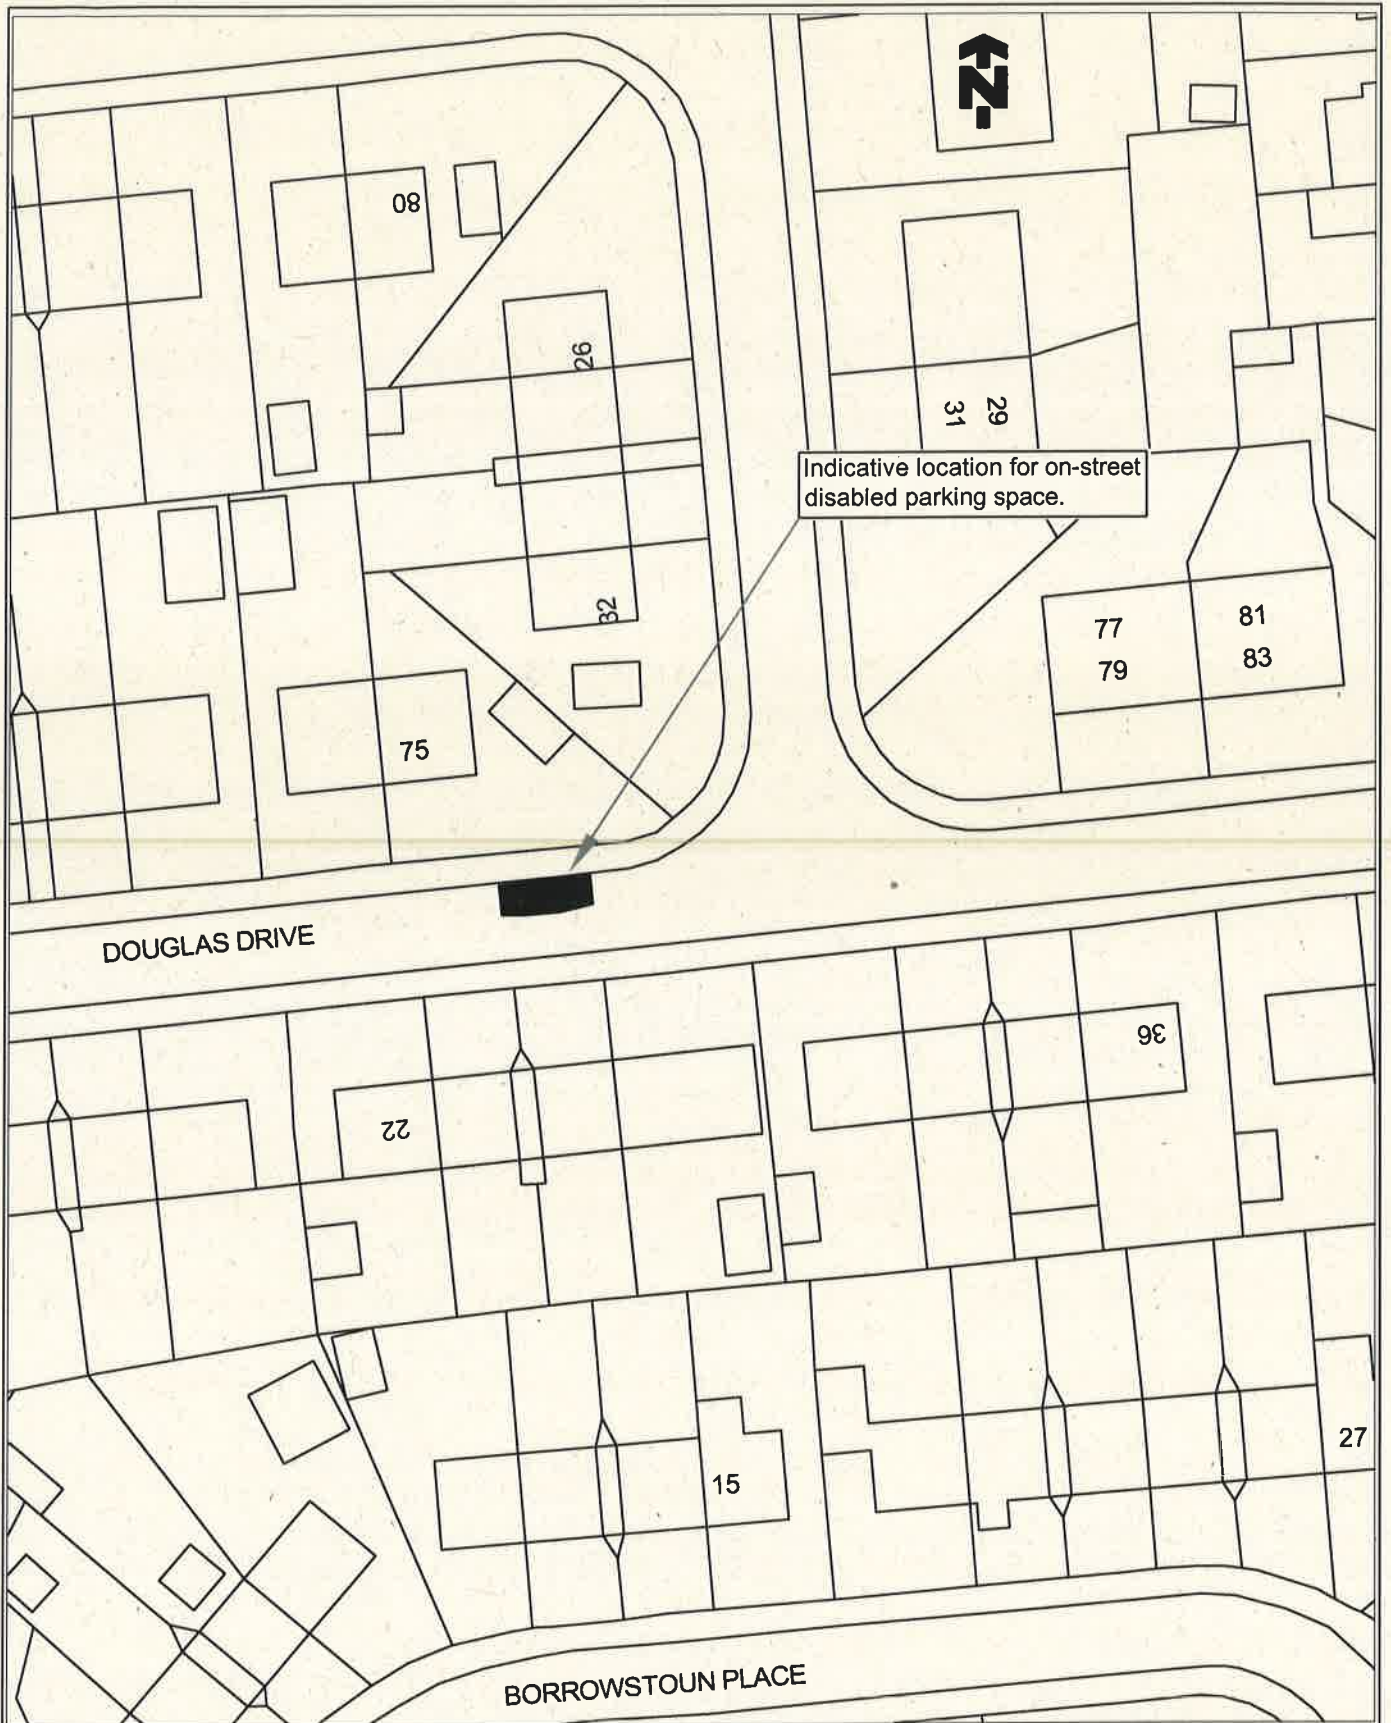 N
80
26
31 29
Indicative location for on-street
disabled parking space.
32
77
79
81
83
75
DOUGLAS DRIVE
36
22
27
15
BORROWSTOUN PLACE